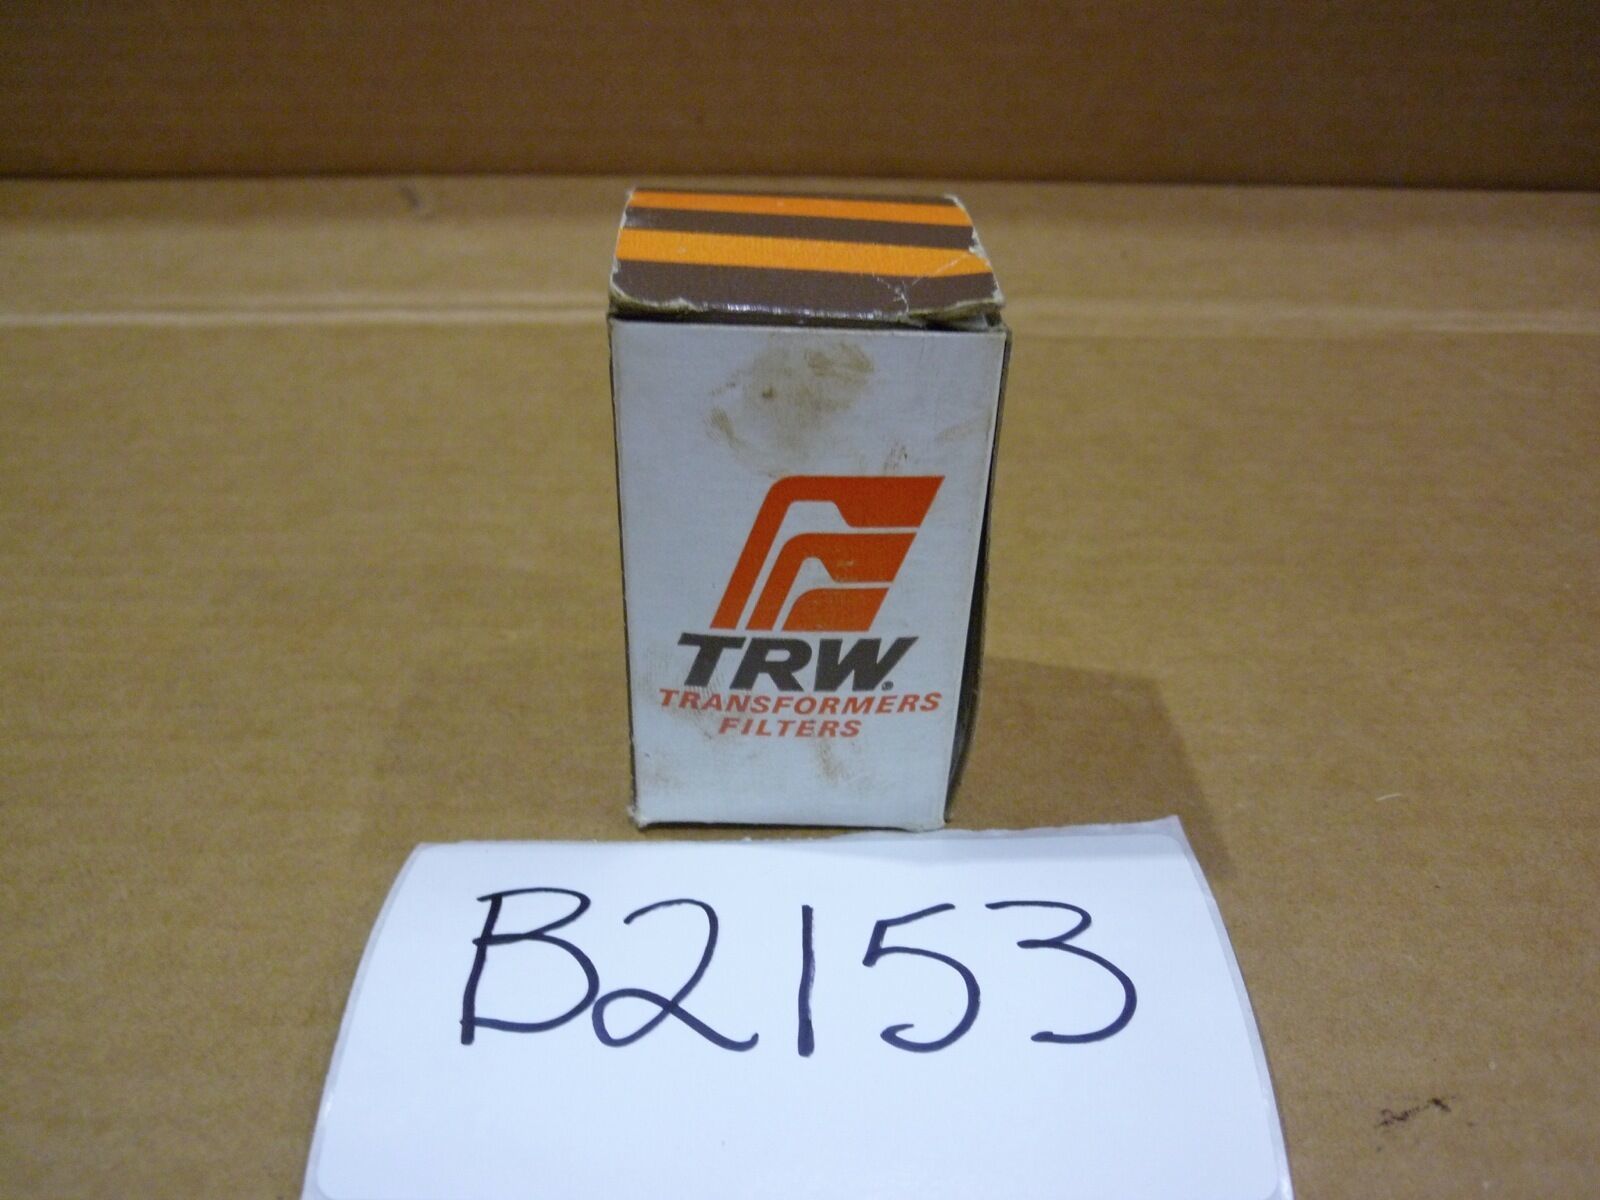 TRW®
TRANSFORMERS
FILTERS
B2153